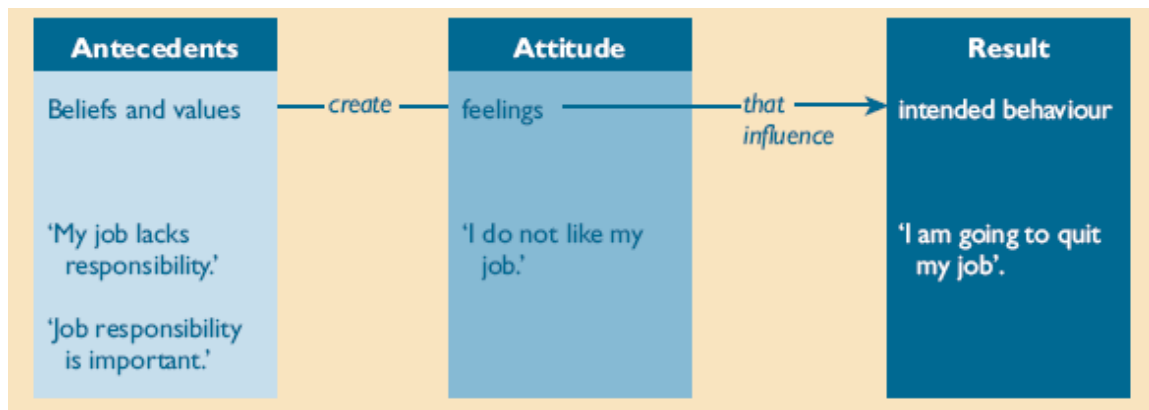 Antecedents
Attitude
Result
Beliefs and values
create
feelings
that
influence
intended behaviour
‘My job lacks
responsibility.’
‘Job responsibility
is important.’
‘I do not like my
job.’
‘I am going to quit
my job’.